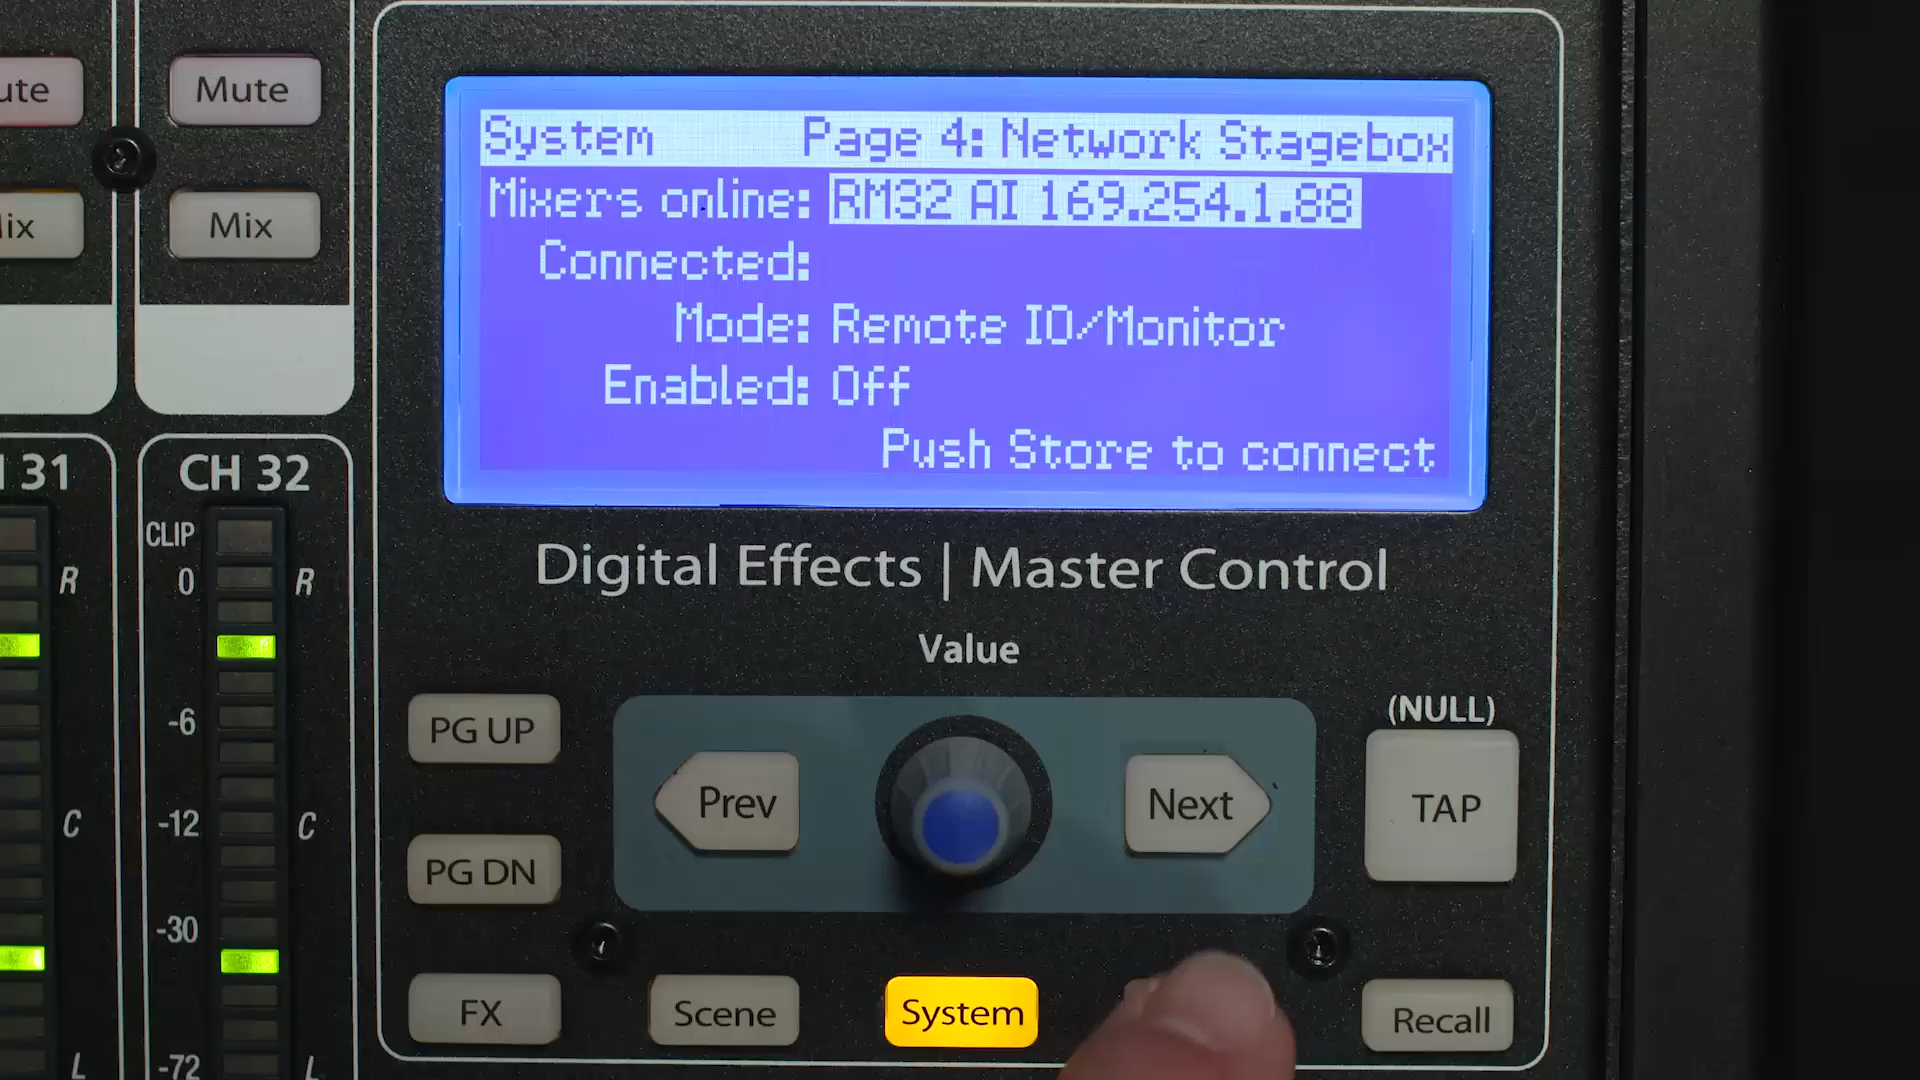 ute
Mute
ix
Mix
System Page 4: Network Stagebox
Mixers online: RM32 AI 169.254.1.88
Connected:
Mode: Remote IO/Monitor
Enabled: Off
Push Store to connect
31
CH 32
CLIP
0
R
R
-6
-12
C
C
-30
-72
L
L
Digital Effects | Master Control
Value
PG UP
Prev
Next
(NULL)
TAP
PG DN
FX
Scene
System
Recall